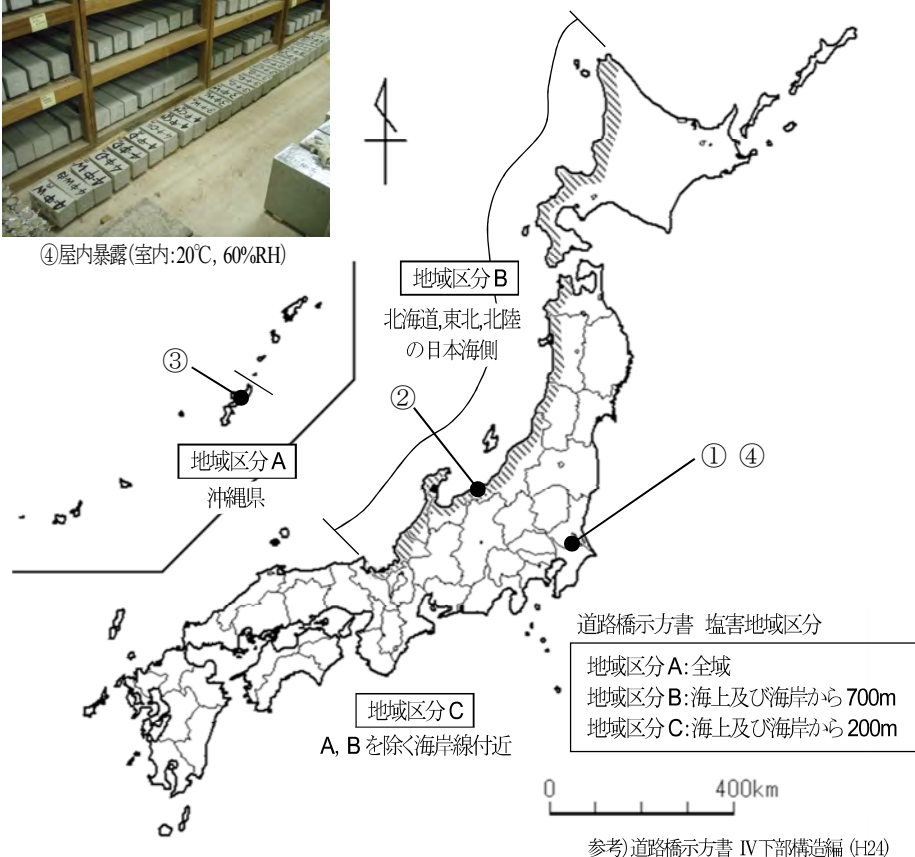 ④屋内暴露(室内:20℃, 60%RH)
地域区分B
北海道,東北,北陸
の日本海側
③
②
地域区分A
沖縄県
① ④
道路橋示方書 塩害地域区分
地域区分A:全域
地域区分B:海上及び海岸から700m
地域区分C:海上及び海岸から200m
地域区分C
A, Bを除く海岸線付近
0 400km
参考)道路橋示方書 Ⅳ下部構造編 (H24)